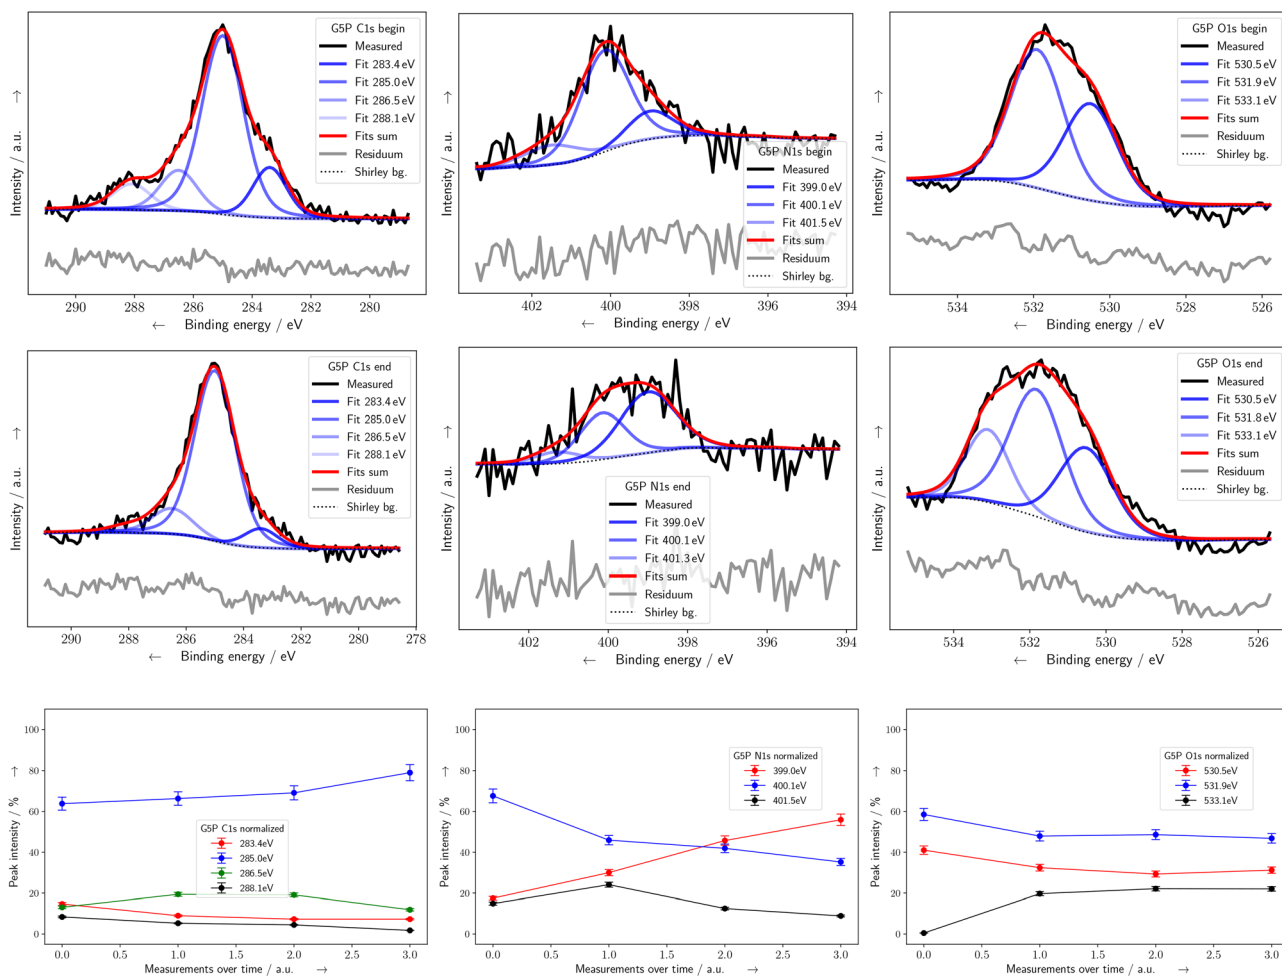 G5P C1s begin
Measured
Fit 283.4 eV
Fit 285.0 eV
Fit 286.5 eV
Fit 288.1 eV
Fits sum
Residuum
Shirley bg.
Intensity / a.u. →
290 288 286 284 282 280
← Binding energy / eV
G5P N1s begin
Measured
Fit 399.0 eV
Fit 400.1 eV
Fit 401.5 eV
Fits sum
Residuum
Shirley bg.
Intensity / a.u. →
402 400 398 396 394
← Binding energy / eV
G5P O1s begin
Measured
Fit 530.5 eV
Fit 531.9 eV
Fit 533.1 eV
Fits sum
Residuum
Shirley bg.
Intensity / a.u. →
534 532 530 528 526
← Binding energy / eV
G5P C1s end
Measured
Fit 283.4 eV
Fit 285.0 eV
Fit 286.5 eV
Fit 288.1 eV
Fits sum
Residuum
Shirley bg.
Intensity / a.u. →
290 288 286 284 282 280 278
← Binding energy / eV
G5P N1s end
Measured
Fit 399.0 eV
Fit 400.1 eV
Fit 401.3 eV
Fits sum
Residuum
Shirley bg.
Intensity / a.u. →
402 400 398 396 394
← Binding energy / eV
G5P O1s end
Measured
Fit 530.5 eV
Fit 531.8 eV
Fit 533.1 eV
Fits sum
Residuum
Shirley bg.
Intensity / a.u. →
534 532 530 528 526
← Binding energy / eV
Peak intensity / % →
100
80
60
40
20
0
G5P C1s normalized
283.4eV
285.0eV
286.5eV
288.1eV
0.0 0.5 1.0 1.5 2.0 2.5 3.0
Measurements over time / a.u. →
Peak intensity / % →
100
80
60
40
20
0
G5P N1s normalized
399.0eV
400.1eV
401.5eV
0.0 0.5 1.0 1.5 2.0 2.5 3.0
Measurements over time / a.u. →
Peak intensity / % →
100
80
60
40
20
0
G5P O1s normalized
530.5eV
531.9eV
533.1eV
0.0 0.5 1.0 1.5 2.0 2.5 3.0
Measurements over time / a.u. →